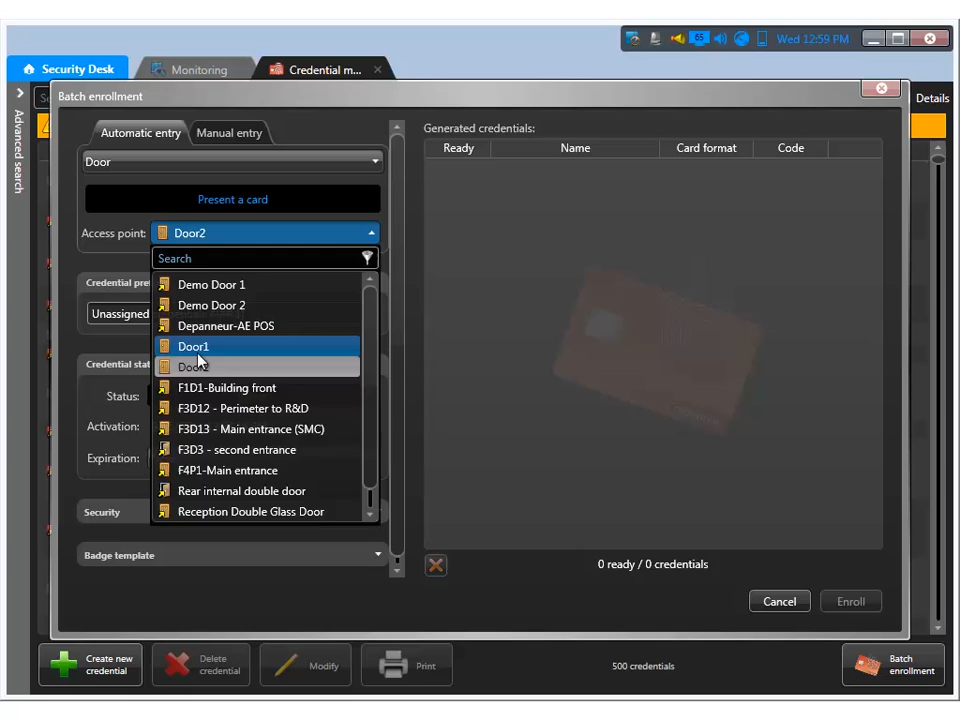 65
Wed 12:59 PM
Security Desk
Monitoring
Credential m...
Details
Advanced search
Batch enrollment
Automatic entry
Manual entry
Door
Present a card
Access point:
Door2
Search
Demo Door 1
Demo Door 2
Depanneur-AE POS
Door1
F1D1-Building front
F3D12 - Perimeter to R&D
F3D13 - Main entrance (SMC)
F3D3 - second entrance
F4P1-Main entrance
Rear internal double door
Reception Double Glass Door
Unassigned
Status:
Activation:
Expiration:
Security
Badge template
Generated credentials:
Ready
Name
Card format
Code
0 ready / 0 credentials
Cancel
Enroll
Create new
credential
Delete
credential
Modify
Print
500 credentials
Batch
enrollment